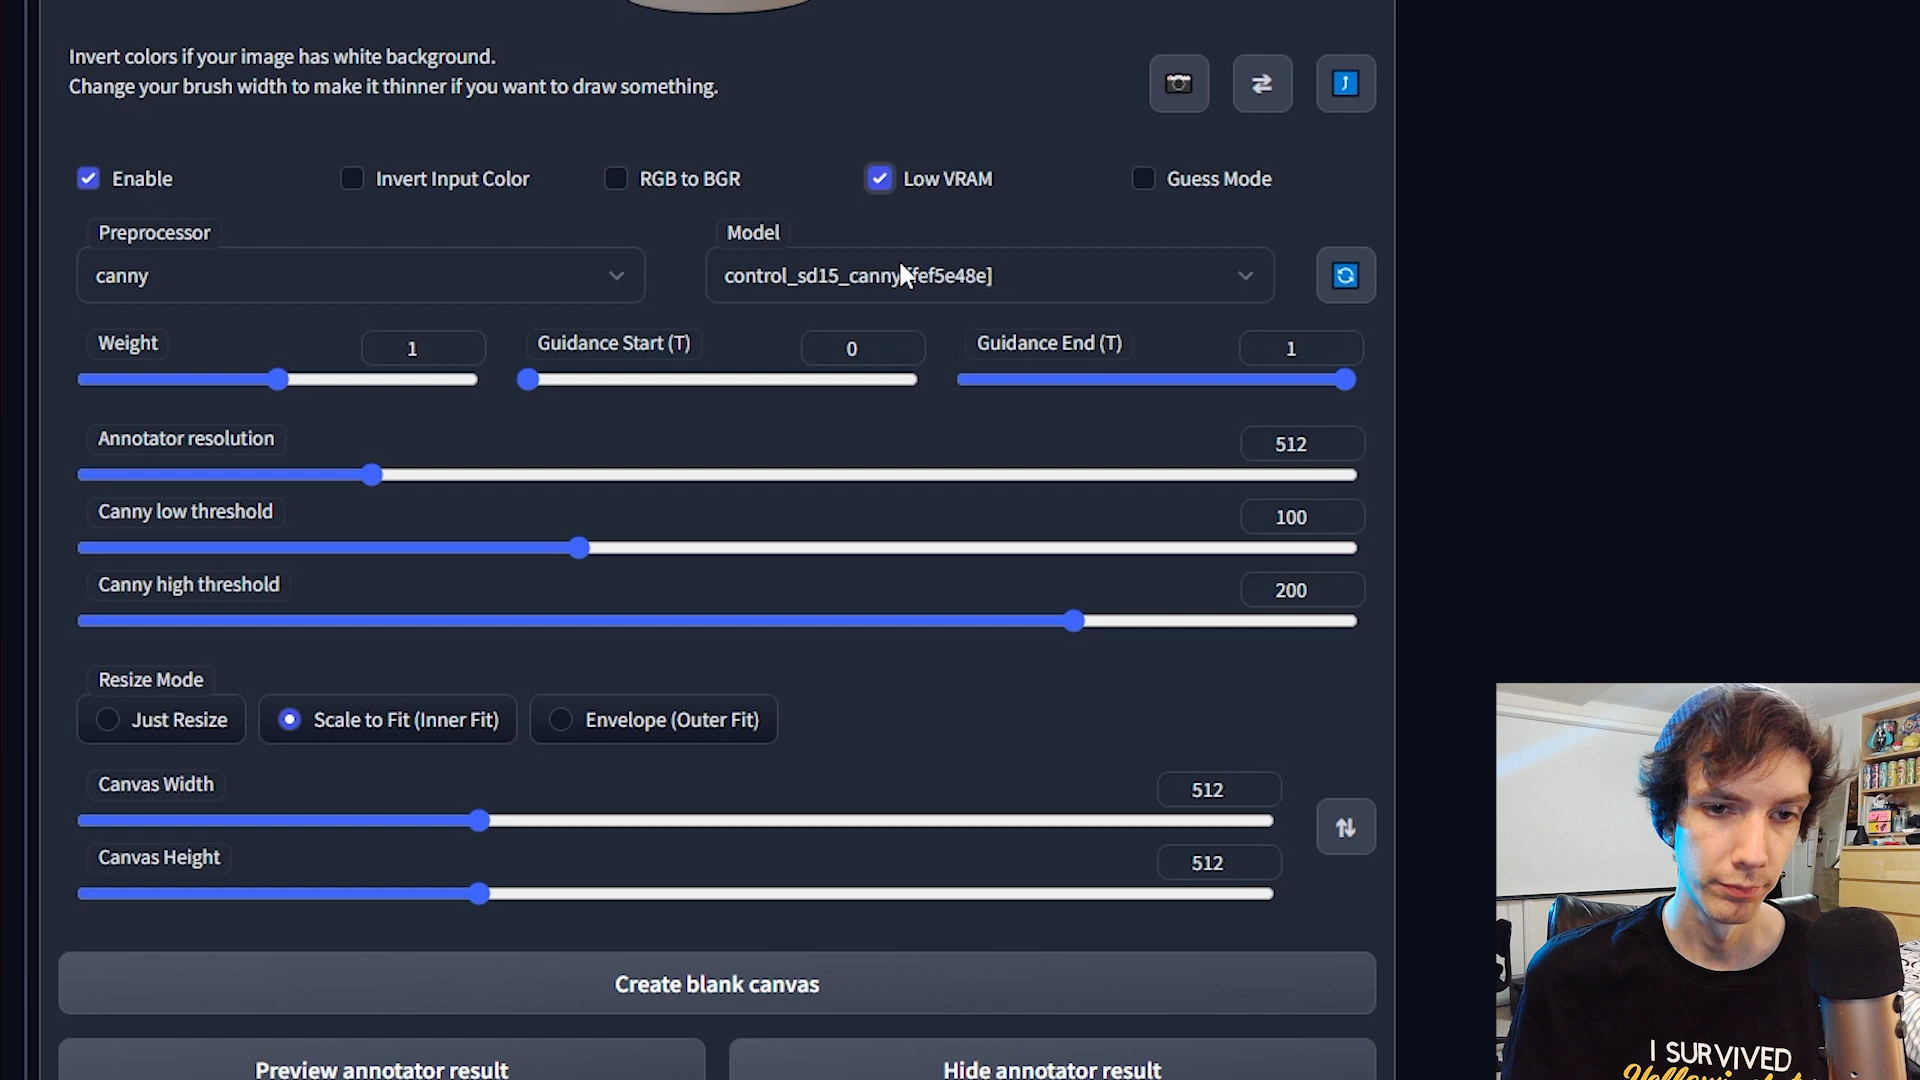 Invert colors if your image has white background.
Change your brush width to make it thinner if you want to draw something.
Enable
Invert Input Color
RGB to BGR
Low VRAM
Guess Mode
Preprocessor
Model
canny
control_sd15_canny [fef5e48e]
Weight
1
Guidance Start (T)
0
Guidance End (T)
1
Annotator resolution
512
Canny low threshold
100
Canny high threshold
200
Resize Mode
Just Resize
Scale to Fit (Inner Fit)
Envelope (Outer Fit)
Canvas Width
512
Canvas Height
512
Create blank canvas
Preview annotator result
Hide annotator result
I SURVIVED